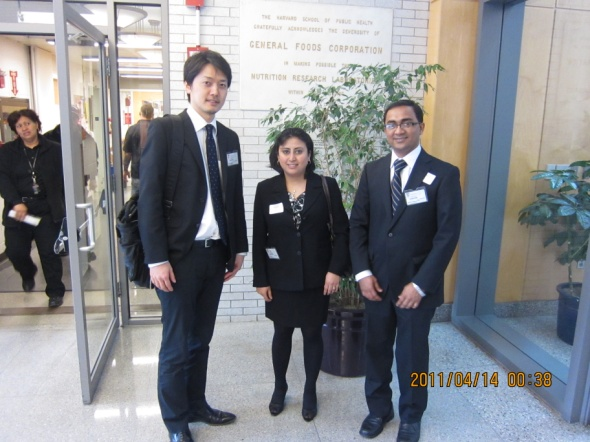 THE HARVARD SCHOOL OF PUBLIC HEALTH
GRATEFULLY ACKNOWLEDGES THE GENEROSITY OF
GENERAL FOODS CORPORATION
IN MAKING POSSIBLE
NUTRITION RESEARCH
WITHIN
2011/04/14 00:38